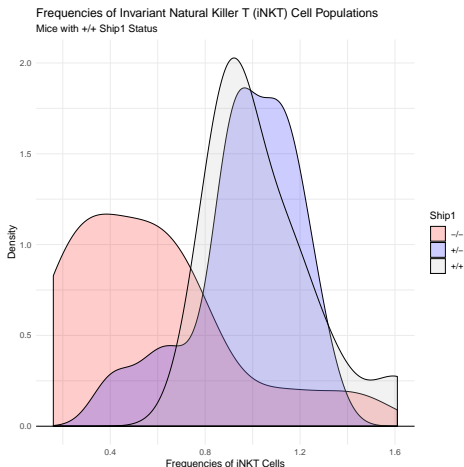 Frequencies of Invariant Natural Killer T (iNKT) Cell Populations
Mice with +/+ Ship1 Status
2.0
1.5
1.0
0.5
0.0
Density
0.4
0.8
1.2
1.6
Frequencies of iNKT Cells
Ship1
−/−
+/−
+/+